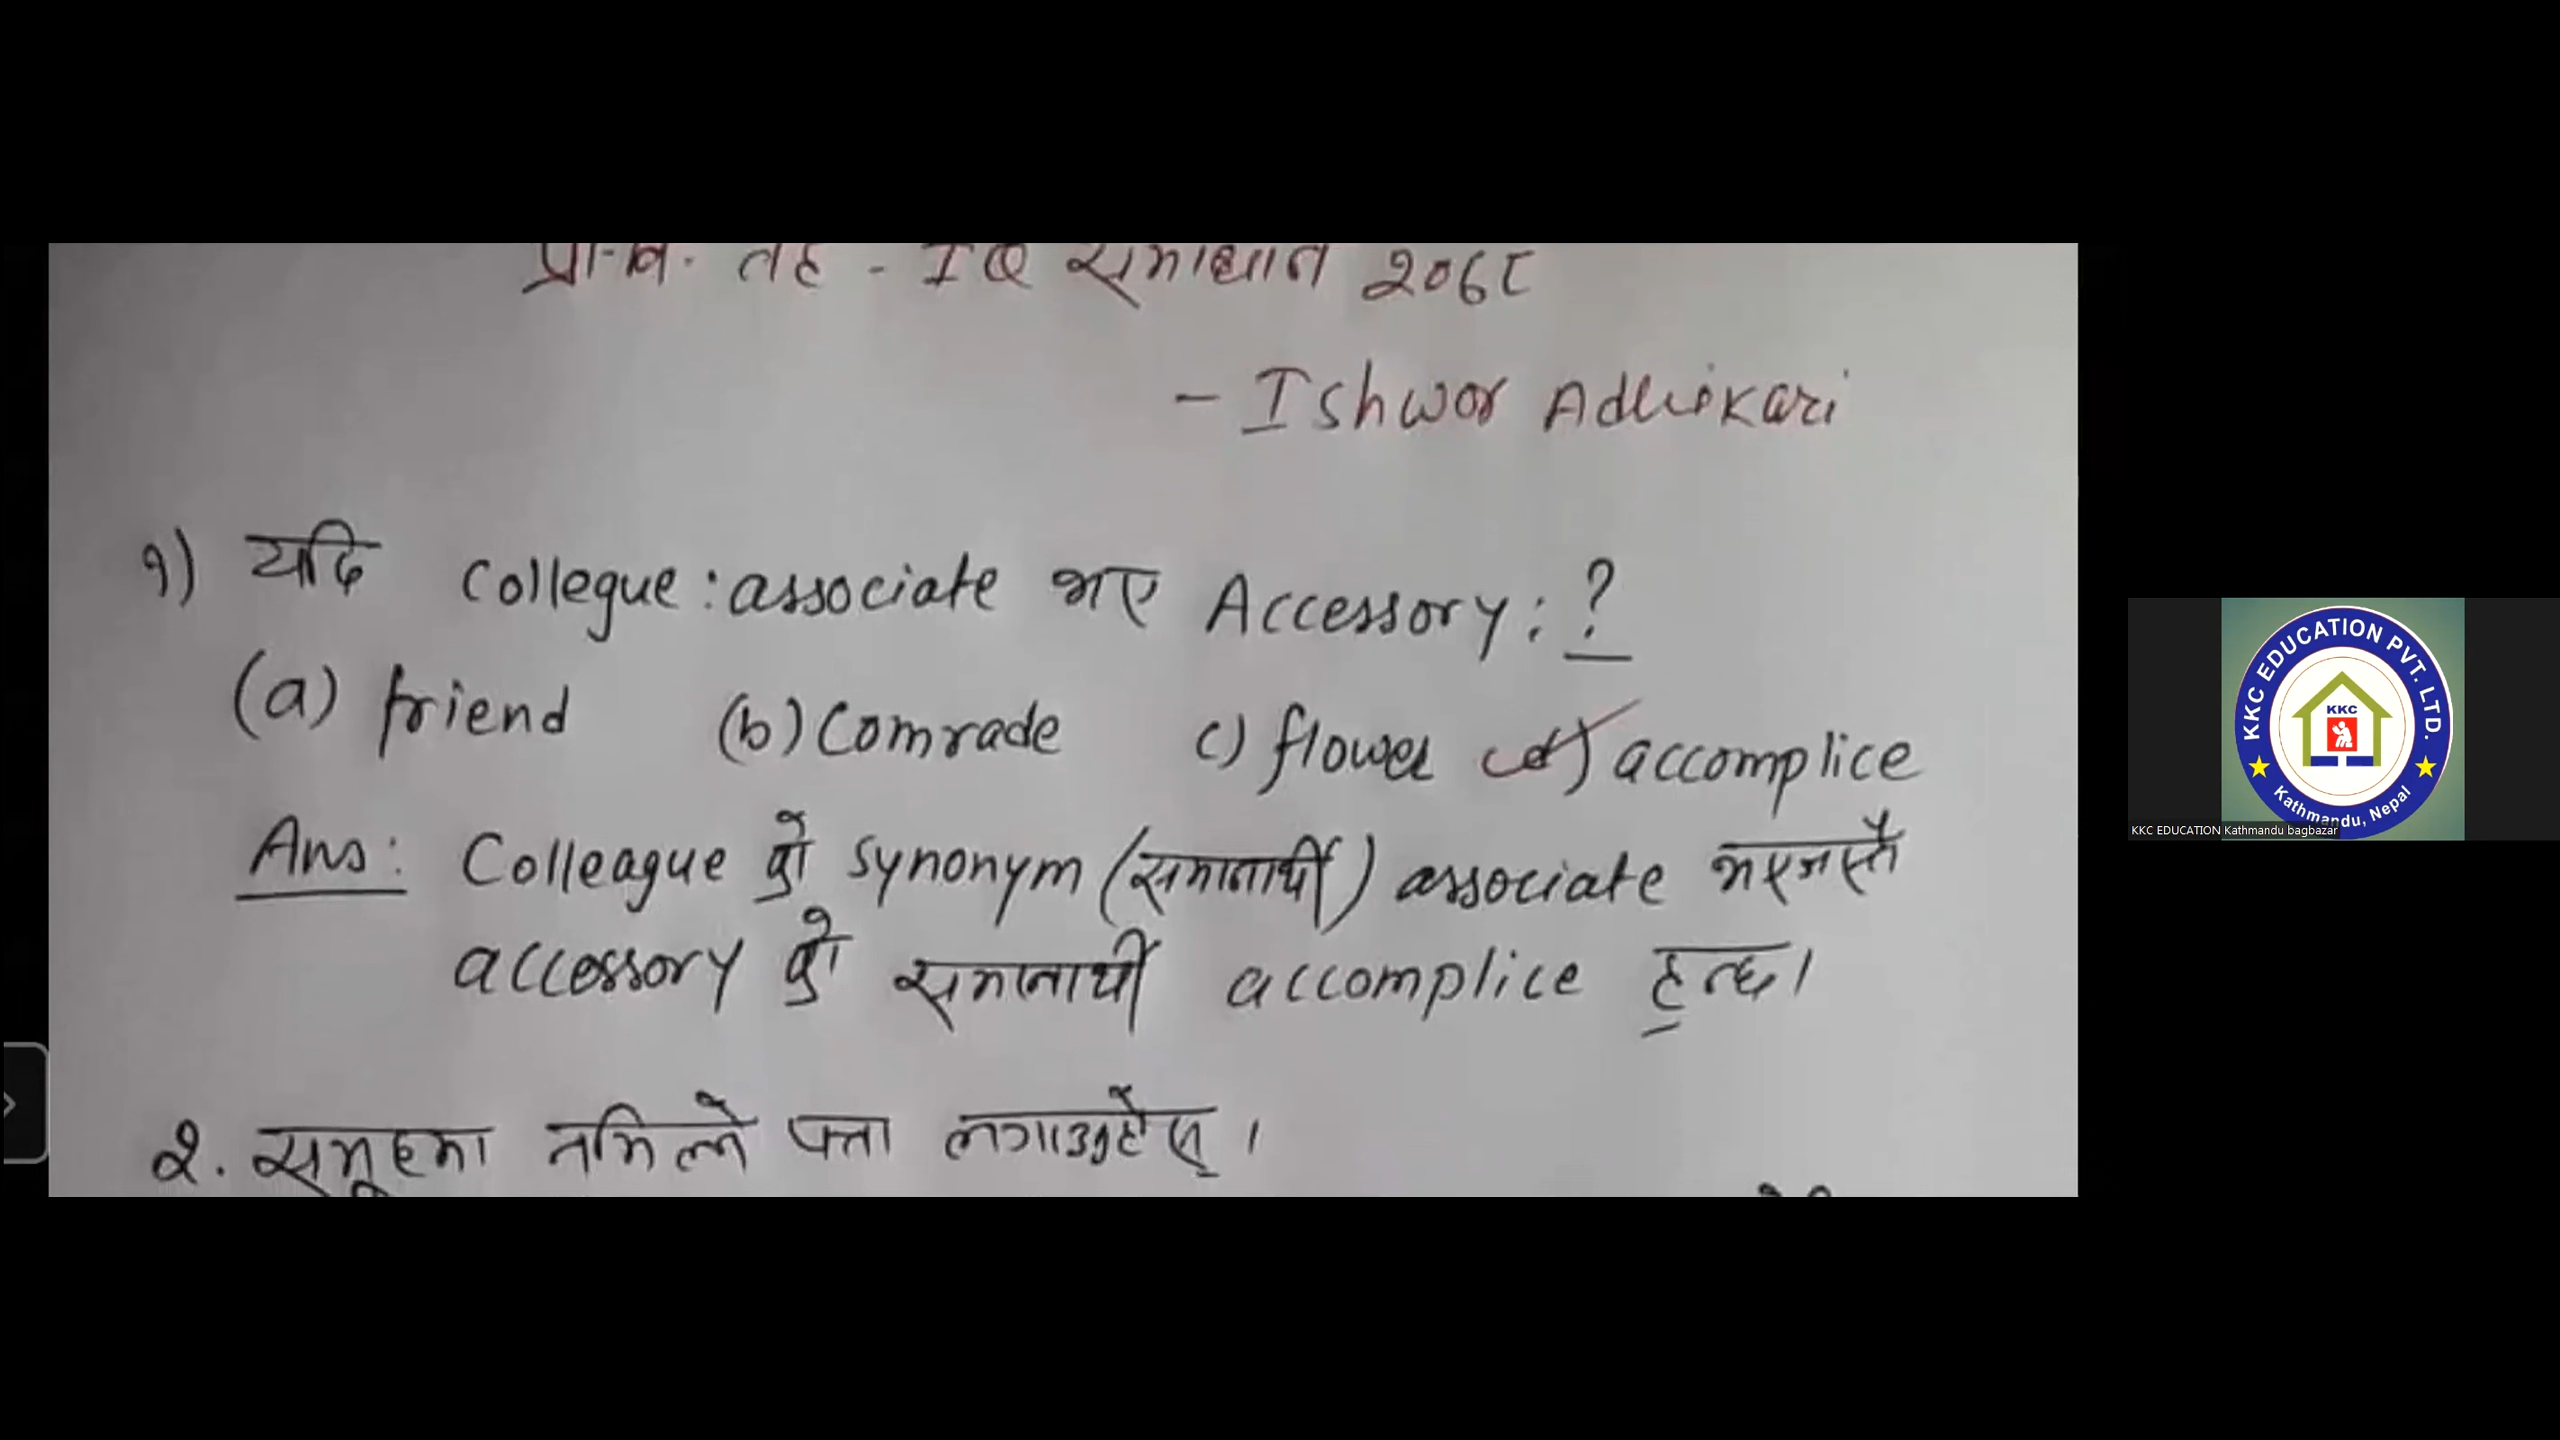 प्रा.वि. तह - IQ समाधान २०६८
- Ishwor Adhikari
१) यदि Collegue : associate भए Accessory : ?
(a) friend (b) Comrade c) flower d) accomplice
Ans: Colleague को synonym (समानार्थी) associate भएजस्तै
accessory को समानार्थी accomplice हुन्छ।
२. समूहमा नमिल्ने पत्ता लगाउनुहोस् ।
KKC EDUCATION PVT. LTD.
KKC
Kathmandu, Nepal
KKC EDUCATION Kathmandu bagbazar